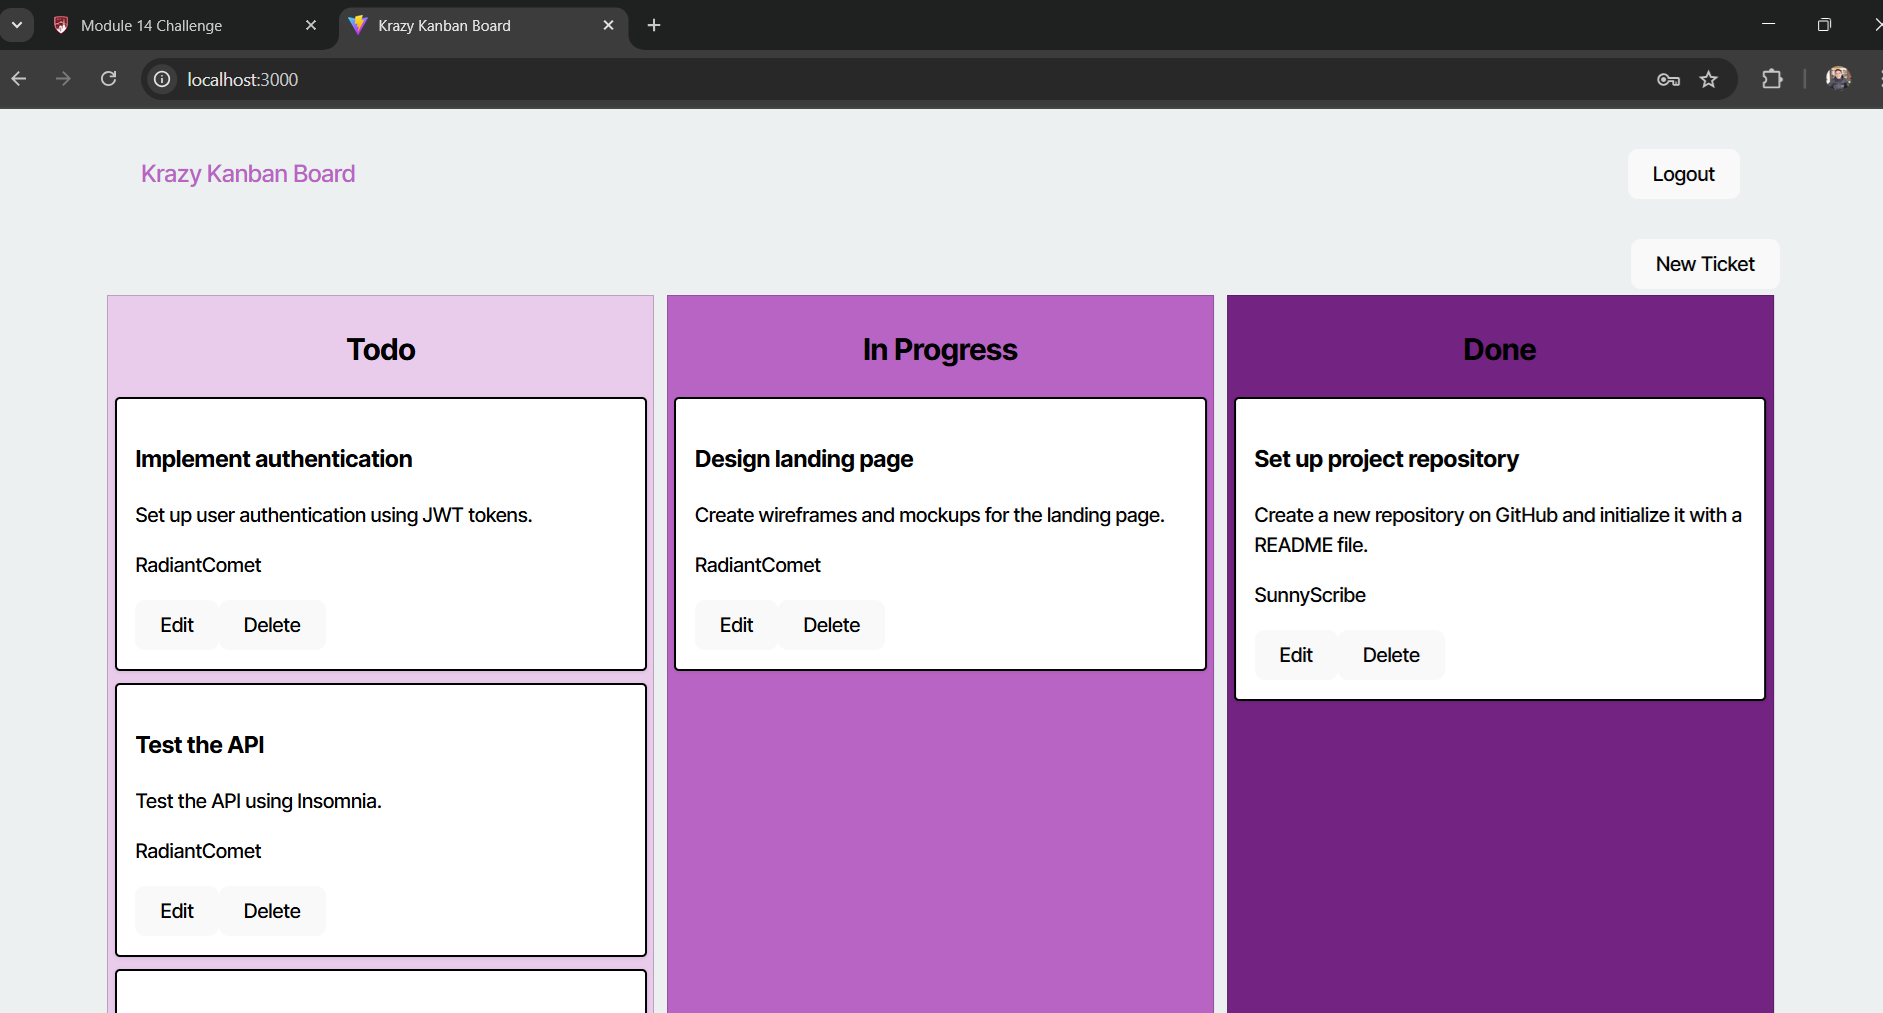 Module 14 Challenge
Krazy Kanban Board
localhost:3000
Krazy Kanban Board
Logout
New Ticket
Todo
Implement authentication
Set up user authentication using JWT tokens.
RadiantComet
Edit Delete
Test the API
Test the API using Insomnia.
RadiantComet
Edit Delete
In Progress
Design landing page
Create wireframes and mockups for the landing page.
RadiantComet
Edit Delete
Done
Set up project repository
Create a new repository on GitHub and initialize it with a
README file.
SunnyScribe
Edit Delete